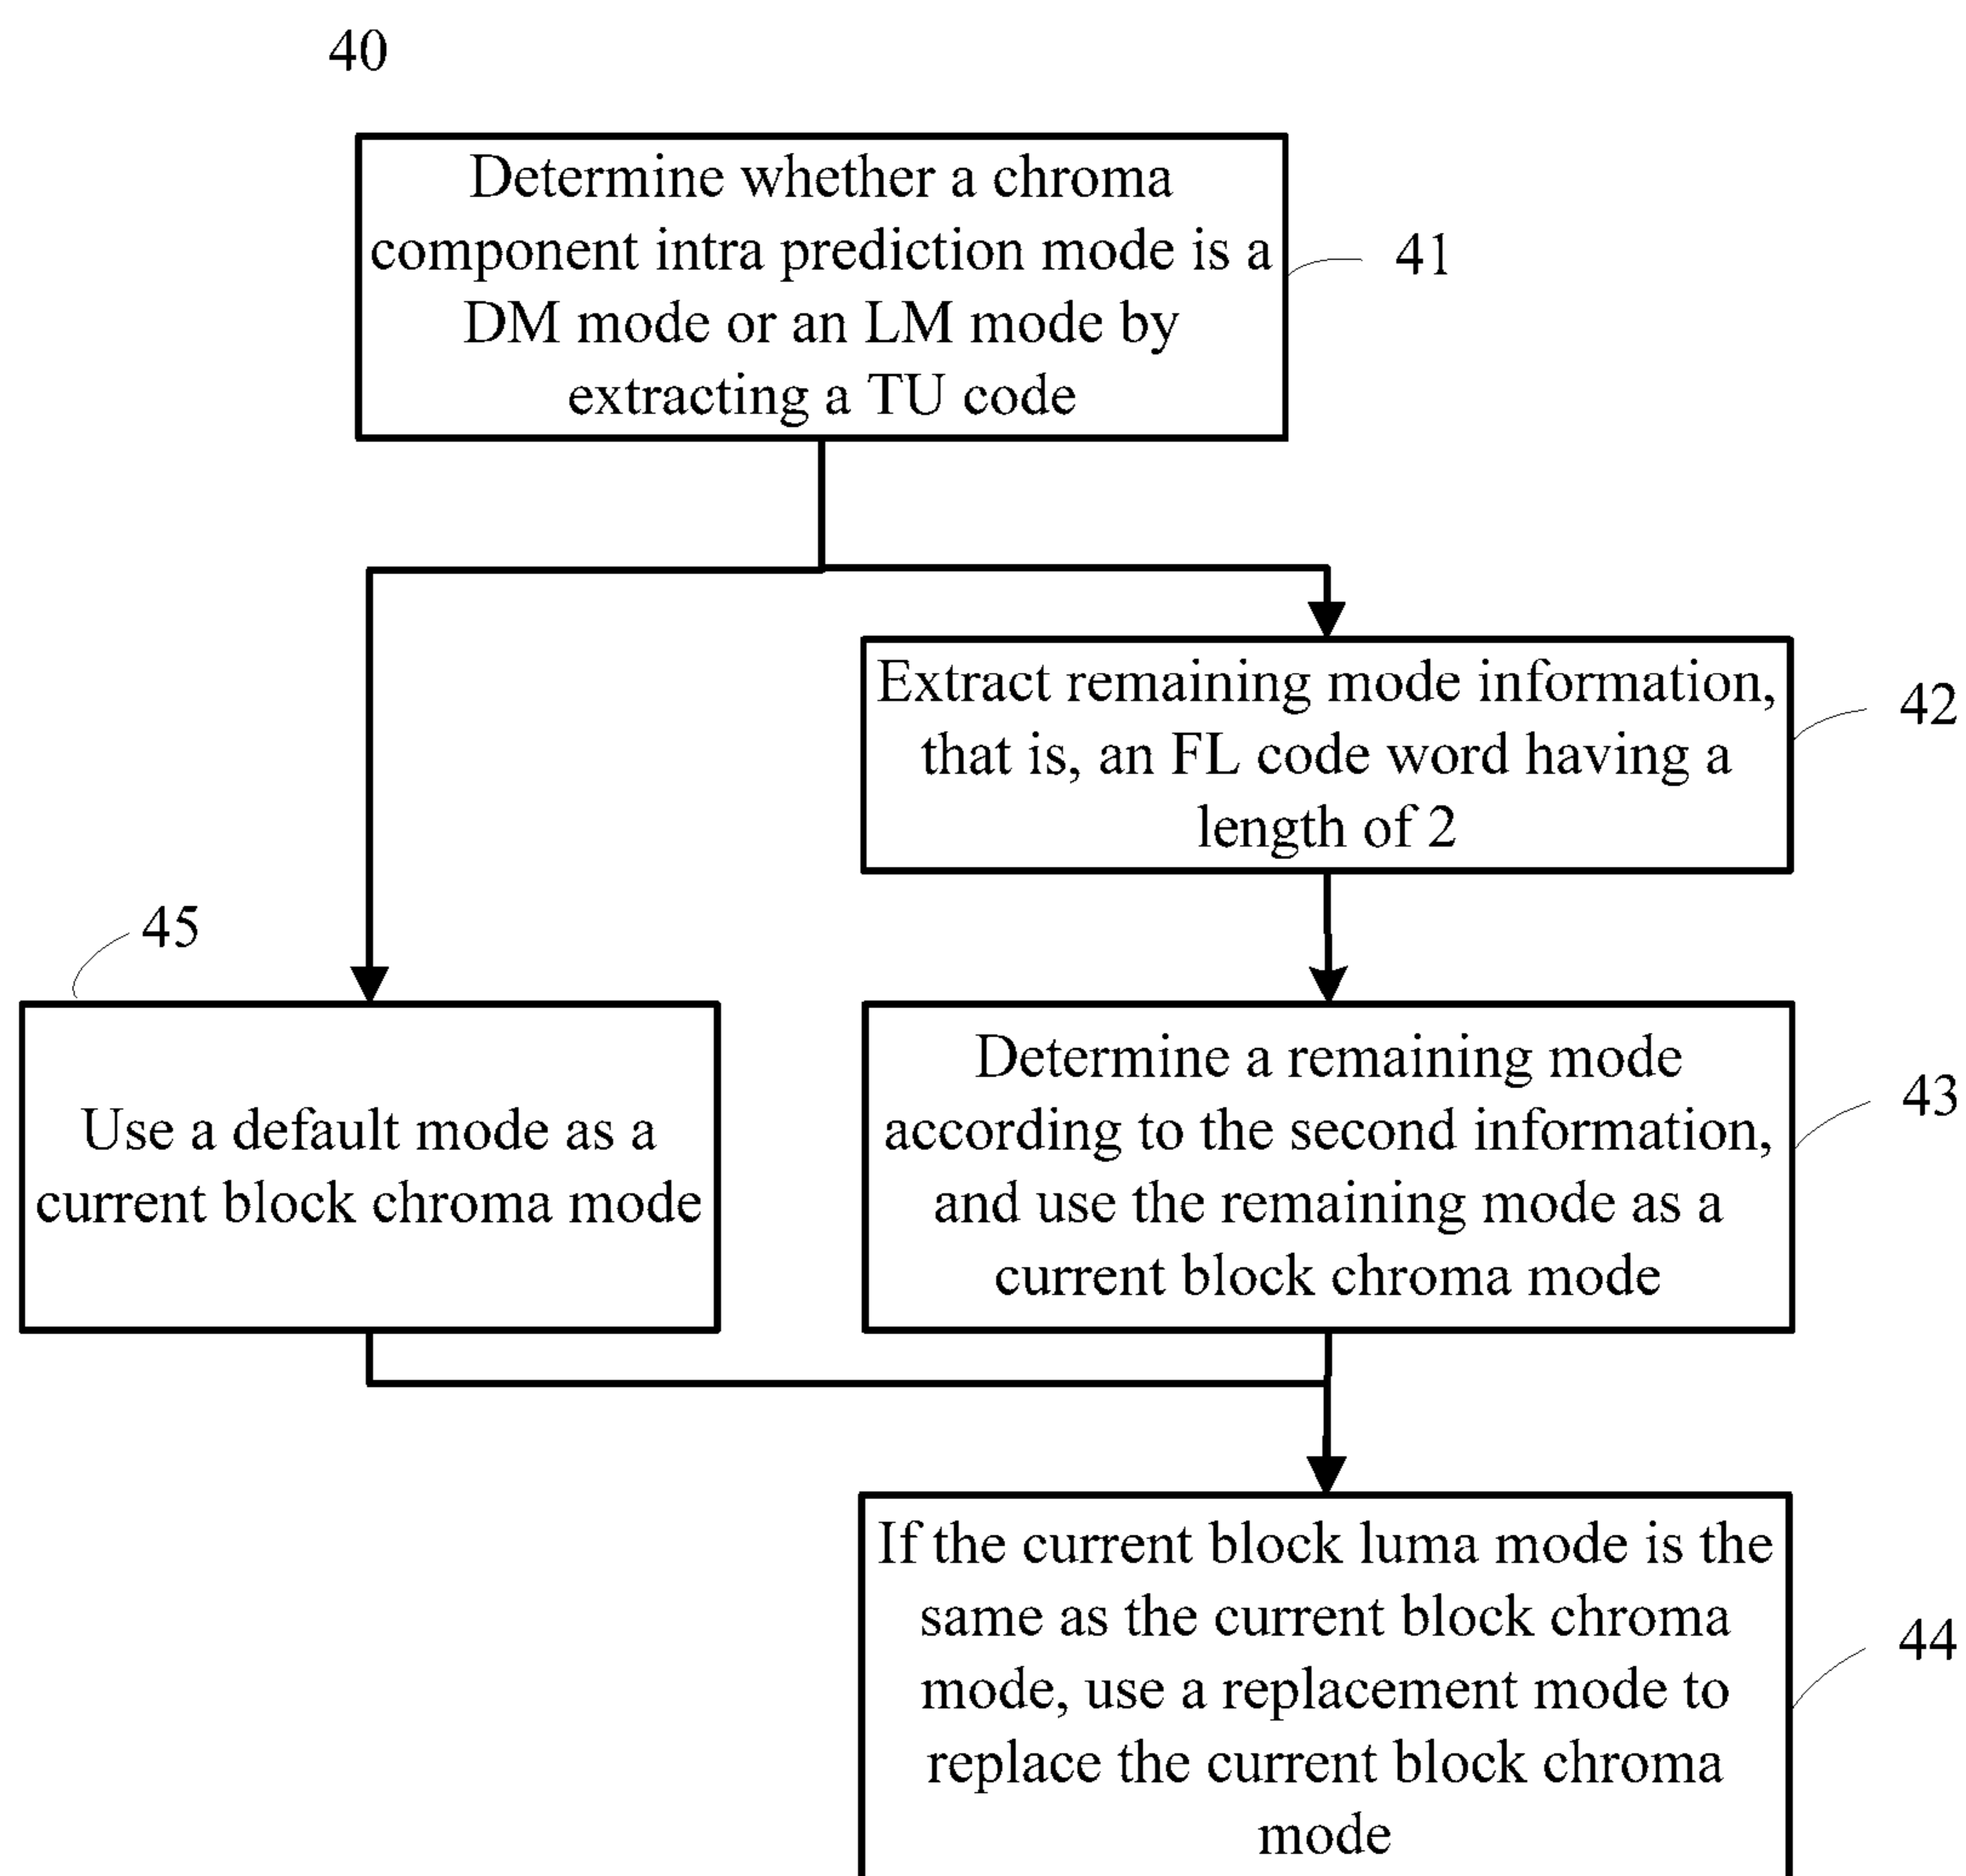 40
Determine whether a chroma
component intra prediction mode is a
DM mode or an LM mode by
extracting a TU code
41
Extract remaining mode information,
that is, an FL code word having a
length of 2
42
45
Use a default mode as a
current block chroma mode
Determine a remaining mode
according to the second information,
and use the remaining mode as a
current block chroma mode
43
If the current block luma mode is the
same as the current block chroma
mode, use a replacement mode to
replace the current block chroma
mode
44